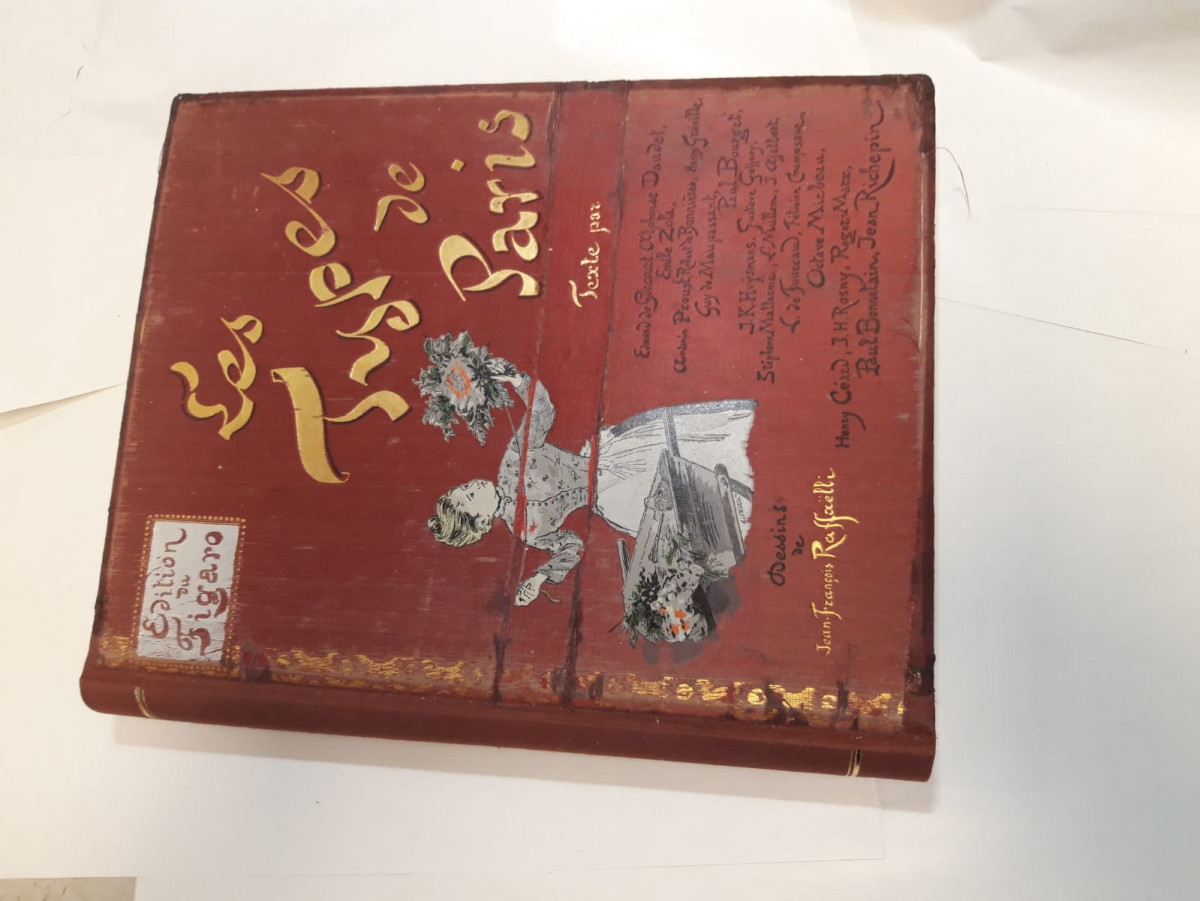 Edition
du
Figaro
Les
Types
de
Paris
Texte par
Edmond de Goncourt, Alphonse Daudet,
Emile Zola,
Antonin Proust, Robert de Bonnières, Henry Gréville
Guy de Maupassant,
Paul Bourget,
J.K. Huysmans, Gustave Geffroy,
Stéphane Mallarmé, L. Mullem, J. Ajalbert
L. de Fourcaud, Félicien Champsaur,
Octave Mirbeau,
Henry Céard, J.H. Rosny, Roger Marx,
Paul Bonnetain, Jean Richepin
Dessins
de
Jean-François Raffaëlli